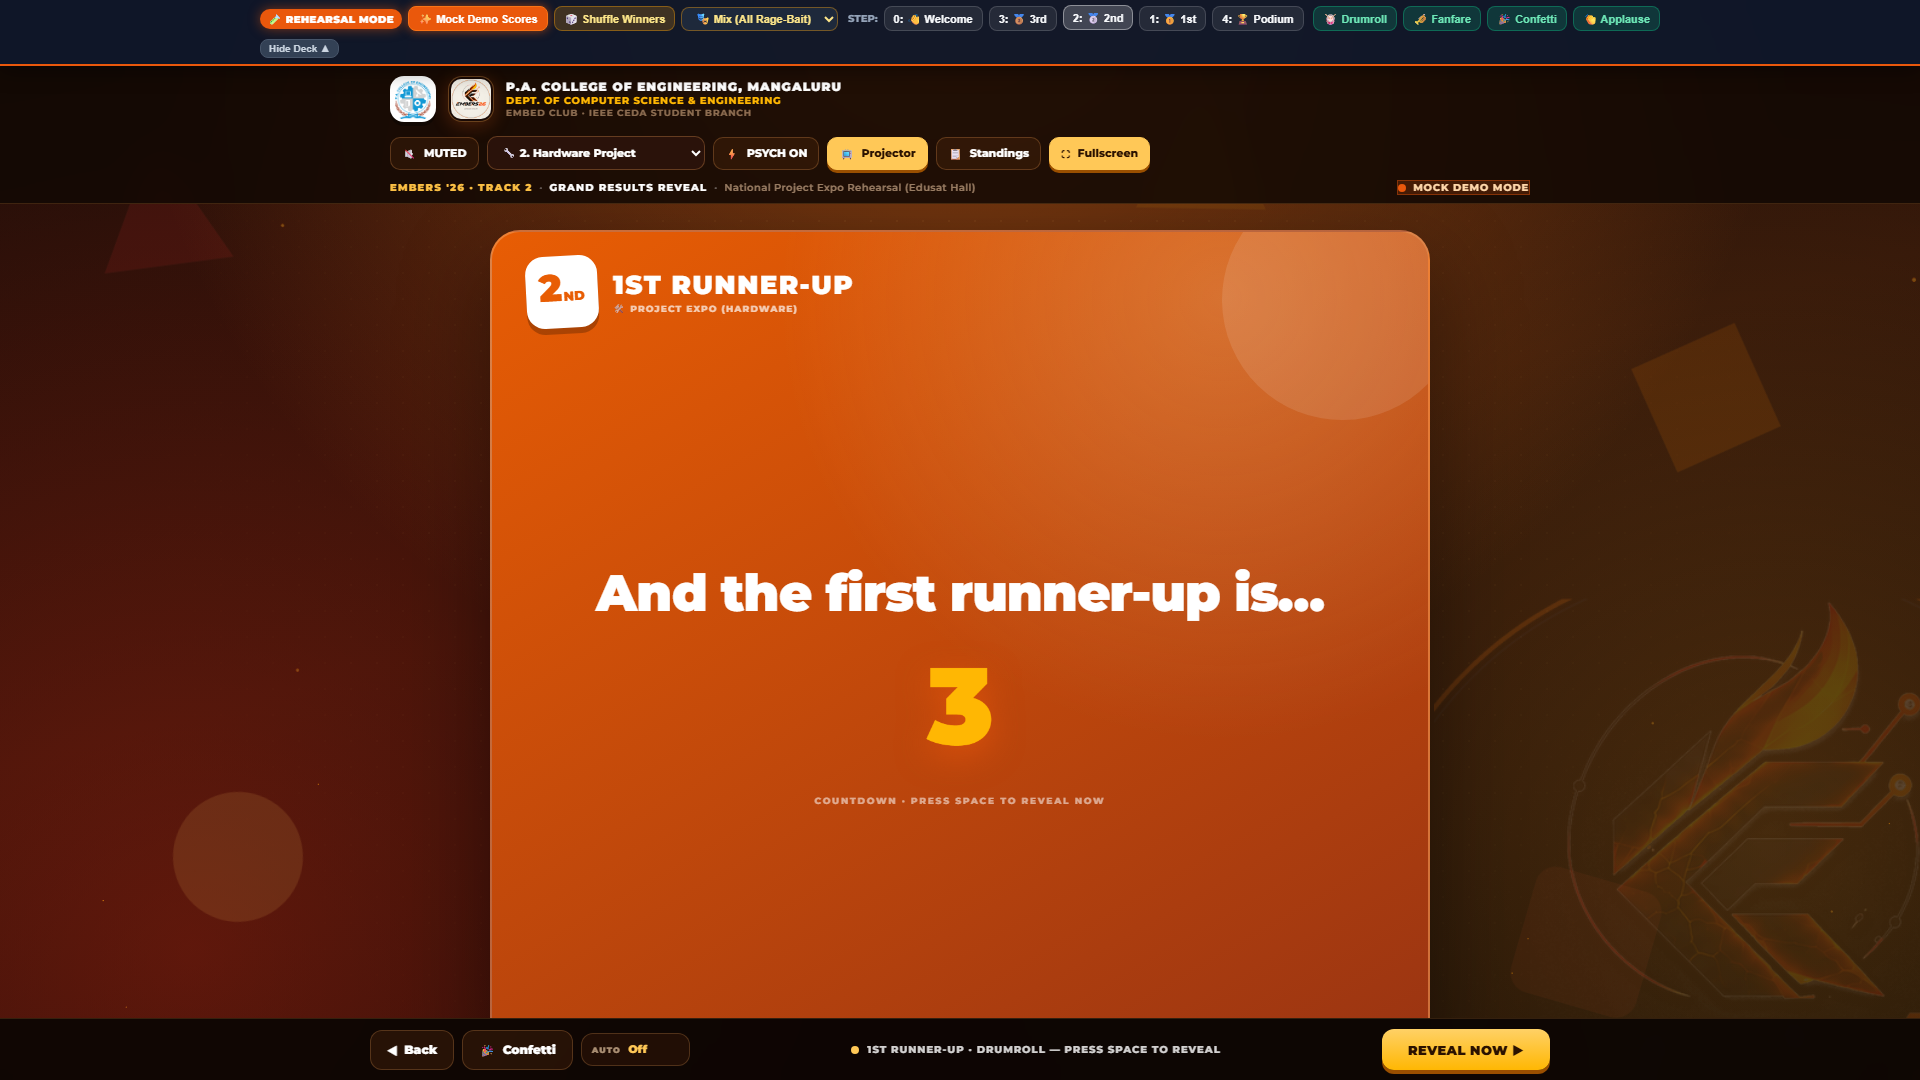 REHEARSAL MODE Mock Demo Scores Shuffle Winners Mix (All Rage-Bait) STEP: 0: Welcome 3: 3rd 2: 2nd 1: 1st 4: Podium Drumroll Fanfare Confetti Applause
Hide Deck ▲
P.A. COLLEGE OF ENGINEERING, MANGALURU
DEPT. OF COMPUTER SCIENCE & ENGINEERING
EMBED CLUB · IEEE CEDA STUDENT BRANCH
MUTED 2. Hardware Project PSYCH ON Projector Standings Fullscreen
EMBERS '26 • TRACK 2 · GRAND RESULTS REVEAL · National Project Expo Rehearsal (Edusat Hall) MOCK DEMO MODE
2ND 1ST RUNNER-UP
PROJECT EXPO (HARDWARE)
And the first runner-up is...
3
COUNTDOWN · PRESS SPACE TO REVEAL NOW
◀ Back Confetti AUTO Off 1ST RUNNER-UP · DRUMROLL — PRESS SPACE TO REVEAL REVEAL NOW ▶